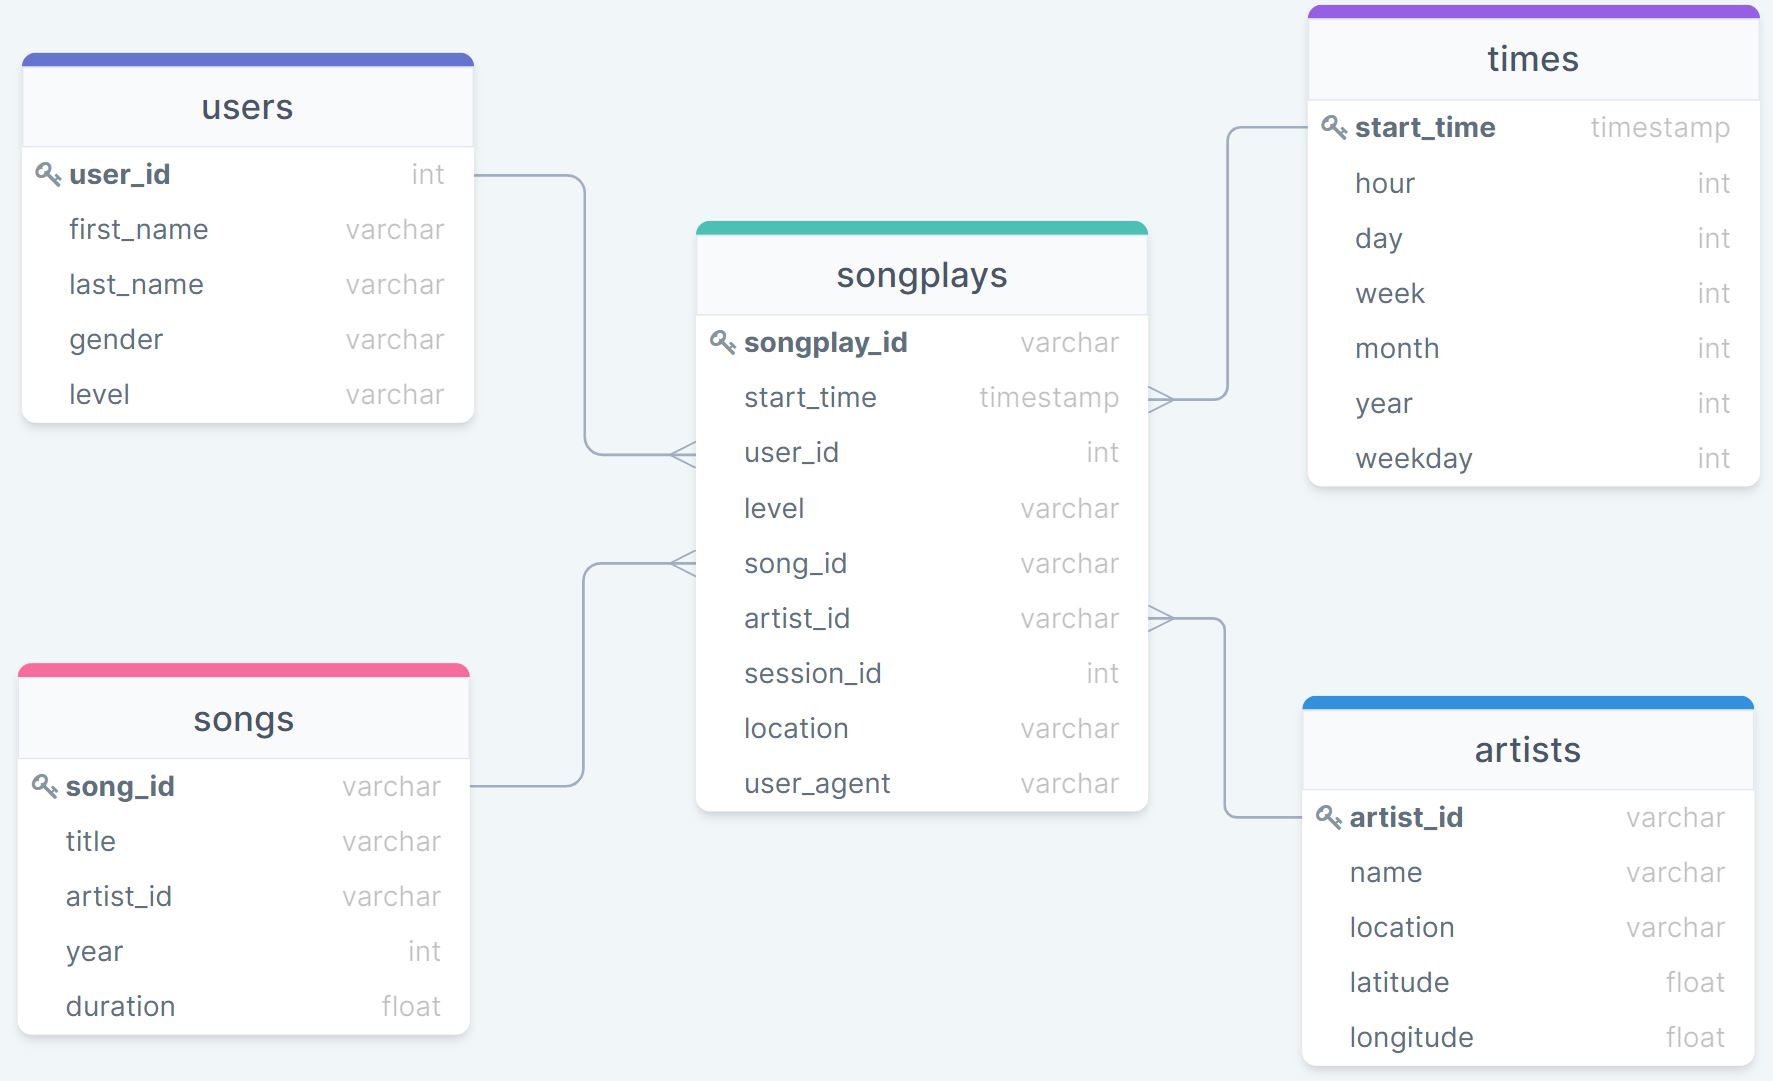 users
user_id int
first_name varchar
last_name varchar
gender varchar
level varchar
songs
song_id varchar
title varchar
artist_id varchar
year int
duration float
songplays
songplay_id varchar
start_time timestamp
user_id int
level varchar
song_id varchar
artist_id varchar
session_id int
location varchar
user_agent varchar
times
start_time timestamp
hour int
day int
week int
month int
year int
weekday int
artists
artist_id varchar
name varchar
location varchar
latitude float
longitude float